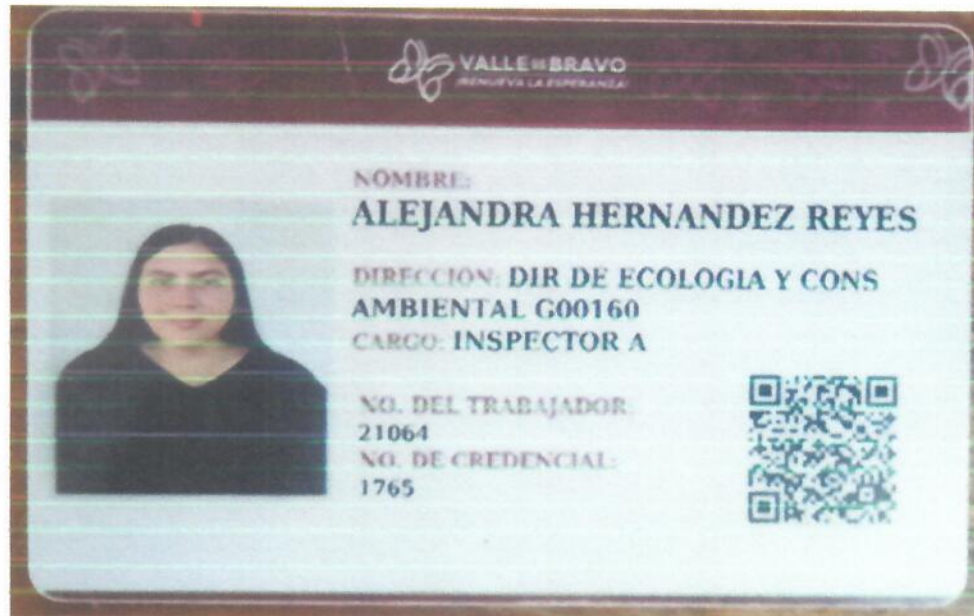 VALLE DE BRAVO
¡RENUEVA LA ESPERANZA!
NOMBRE:
ALEJANDRA HERNANDEZ REYES
DIRECCION: DIR DE ECOLOGIA Y CONS
AMBIENTAL G00160
CARGO: INSPECTOR A
NO. DEL TRABAJADOR:
21064
NO. DE CREDENCIAL:
1765